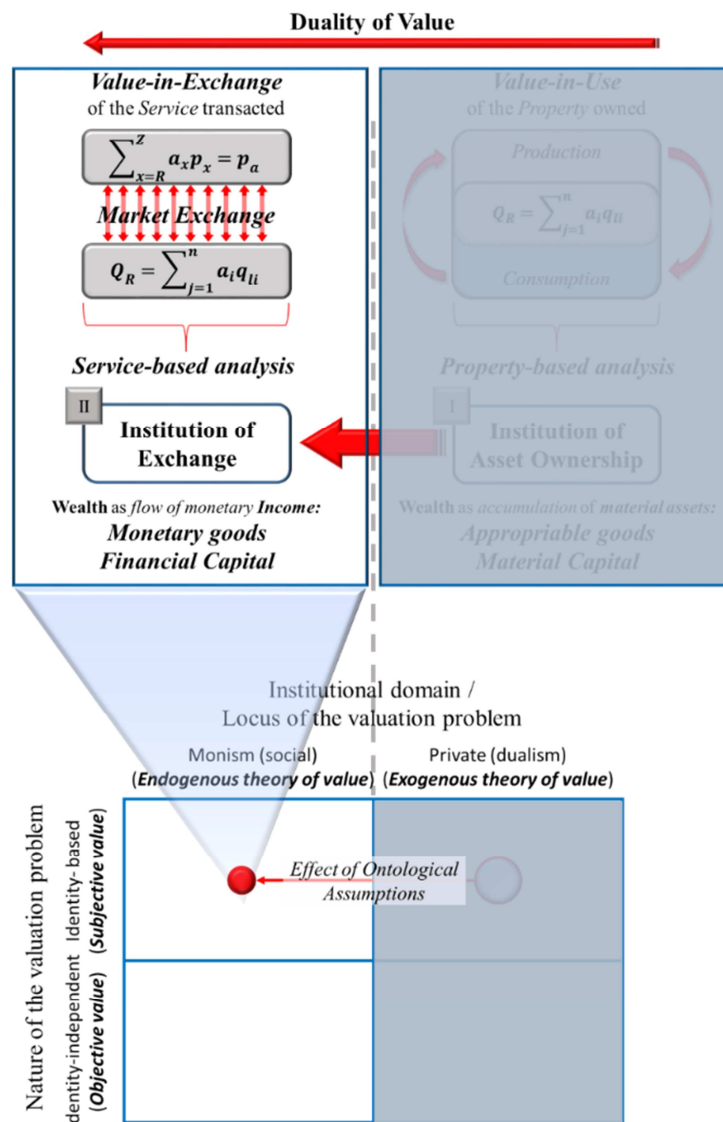 Duality of Value
Value-in-Exchange
of the Service transacted
∑_{x=R}^{Z} a_x p_x = p_a
Market Exchange
Q_R = ∑_{j=1}^{n} a_i q_{li}
Service-based analysis
II
Institution of
Exchange
Wealth as flow of monetary Income:
Monetary goods
Financial Capital
Value-in-Use
of the Property owned
Production
Q_R = ∑_{j=1}^{n} a_i q_{li}
Consumption
Property-based analysis
I
Institution of
Asset Ownership
Wealth as accumulation of material assets:
Appropriable goods
Material Capital
Institutional domain /
Locus of the valuation problem
Monism (social)
(Endogenous theory of value)
Private (dualism)
(Exogenous theory of value)
Nature of the valuation problem
Identity- based
(Subjective value)
dentity-independent
(Objective value)
Effect of Ontological
Assumptions